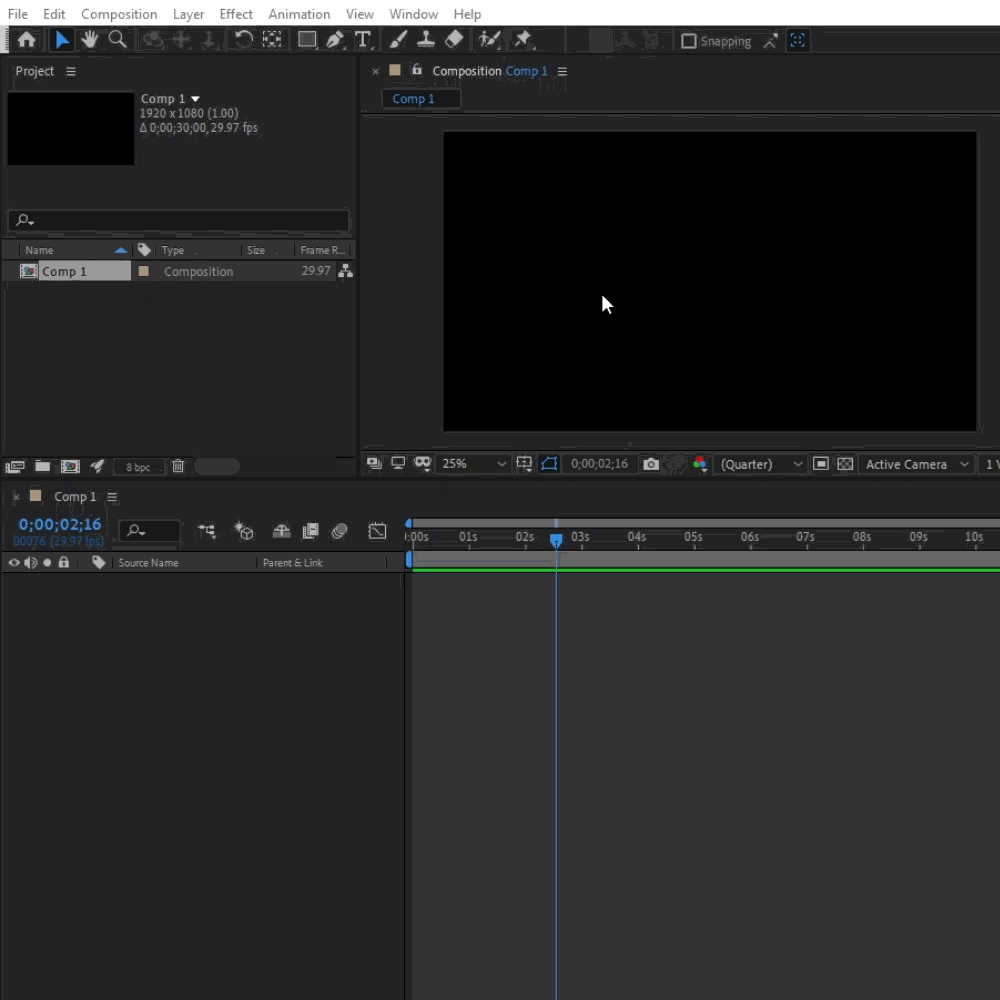 File Edit Composition Layer Effect Animation View Window Help
Snapping
Project
Composition Comp 1
Comp 1
1920 x 1080 (1.00)
Δ 0;00;30;00, 29.97 fps
Comp 1
Name Type Size Frame R...
Comp 1 Composition 29.97
8 bpc
25% 0;00;02;16 (Quarter) Active Camera 1 V
Comp 1
0;00;02;16
00076 (29.97 fps)
:00s 01s 02s 03s 04s 05s 06s 07s 08s 09s 10s
Source Name Parent & Link